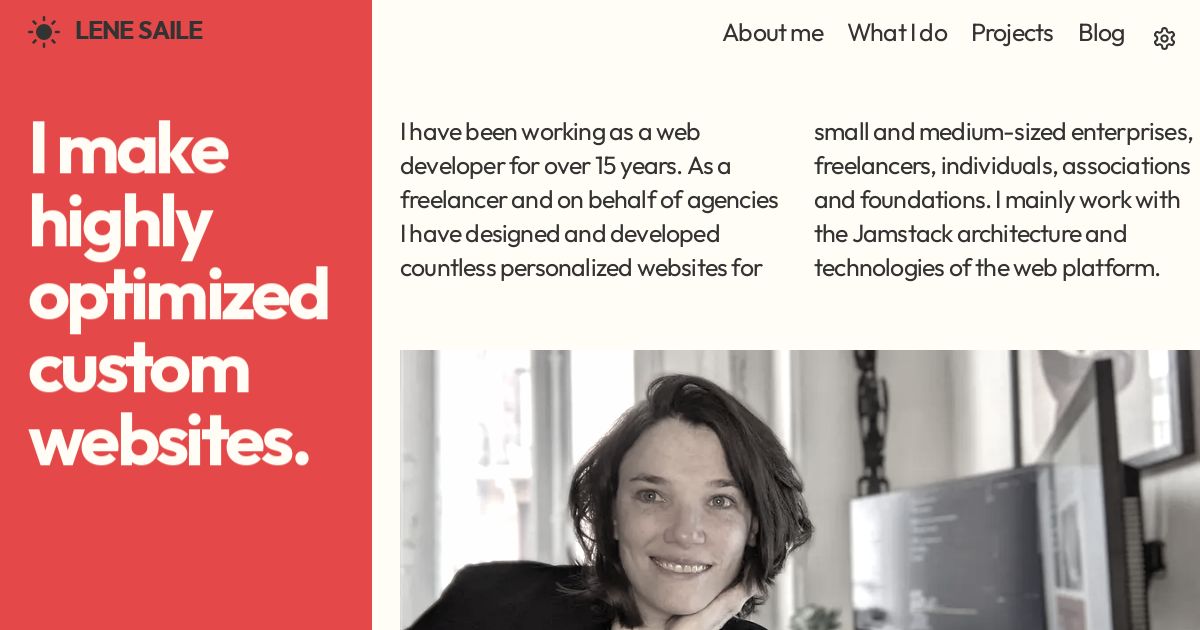 LENE SAILE
About me What I do Projects Blog
I make
highly
optimized
custom
websites.
I have been working as a web
developer for over 15 years. As a
freelancer and on behalf of agencies
I have designed and developed
countless personalized websites for
small and medium-sized enterprises,
freelancers, individuals, associations
and foundations. I mainly work with
the Jamstack architecture and
technologies of the web platform.